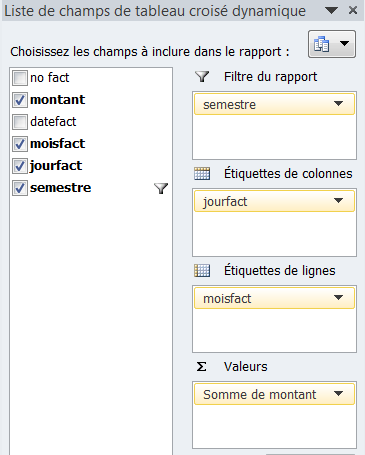 Liste de champs de tableau croisé dynamique
Choisissez les champs à inclure dans le rapport :
no fact
montant
datefact
moisfact
jourfact
semestre
Filtre du rapport
semestre
Étiquettes de colonnes
jourfact
Étiquettes de lignes
moisfact
Σ Valeurs
Somme de montant